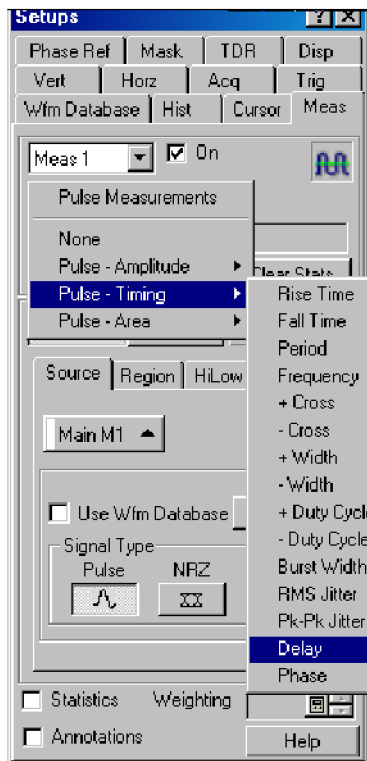 Setups
Phase Ref Mask TDR Disp
Vert Horz Acq Trig
Wfm Database Hist Cursor Meas
Meas 1 On
Pulse Measurements
None
Pulse - Amplitude
Clear Stats
Pulse - Timing
Pulse - Area
Rise Time
Fall Time
Period
Frequency
+ Cross
- Cross
+ Width
- Width
+ Duty Cycle
- Duty Cycle
Burst Width
RMS Jitter
Pk-Pk Jitter
Delay
Phase
Source Region HiLow
Main M1
Use Wfm Database
Signal Type
Pulse NRZ
Statistics Weighting
Annotations Help